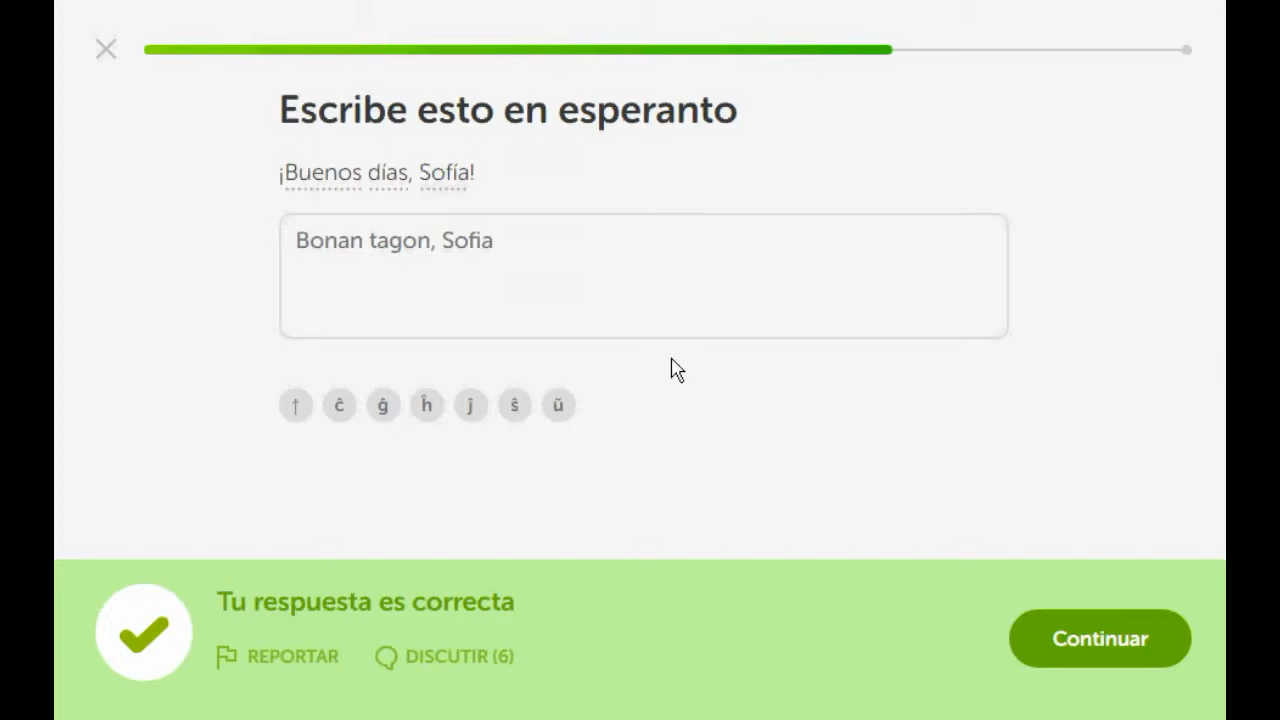 Escribe esto en esperanto
¡Buenos días, Sofía!
Bonan tagon, Sofia
↑ ĉ ĝ ĥ ĵ ŝ ŭ
Tu respuesta es correcta
REPORTAR DISCUTIR (6)
Continuar